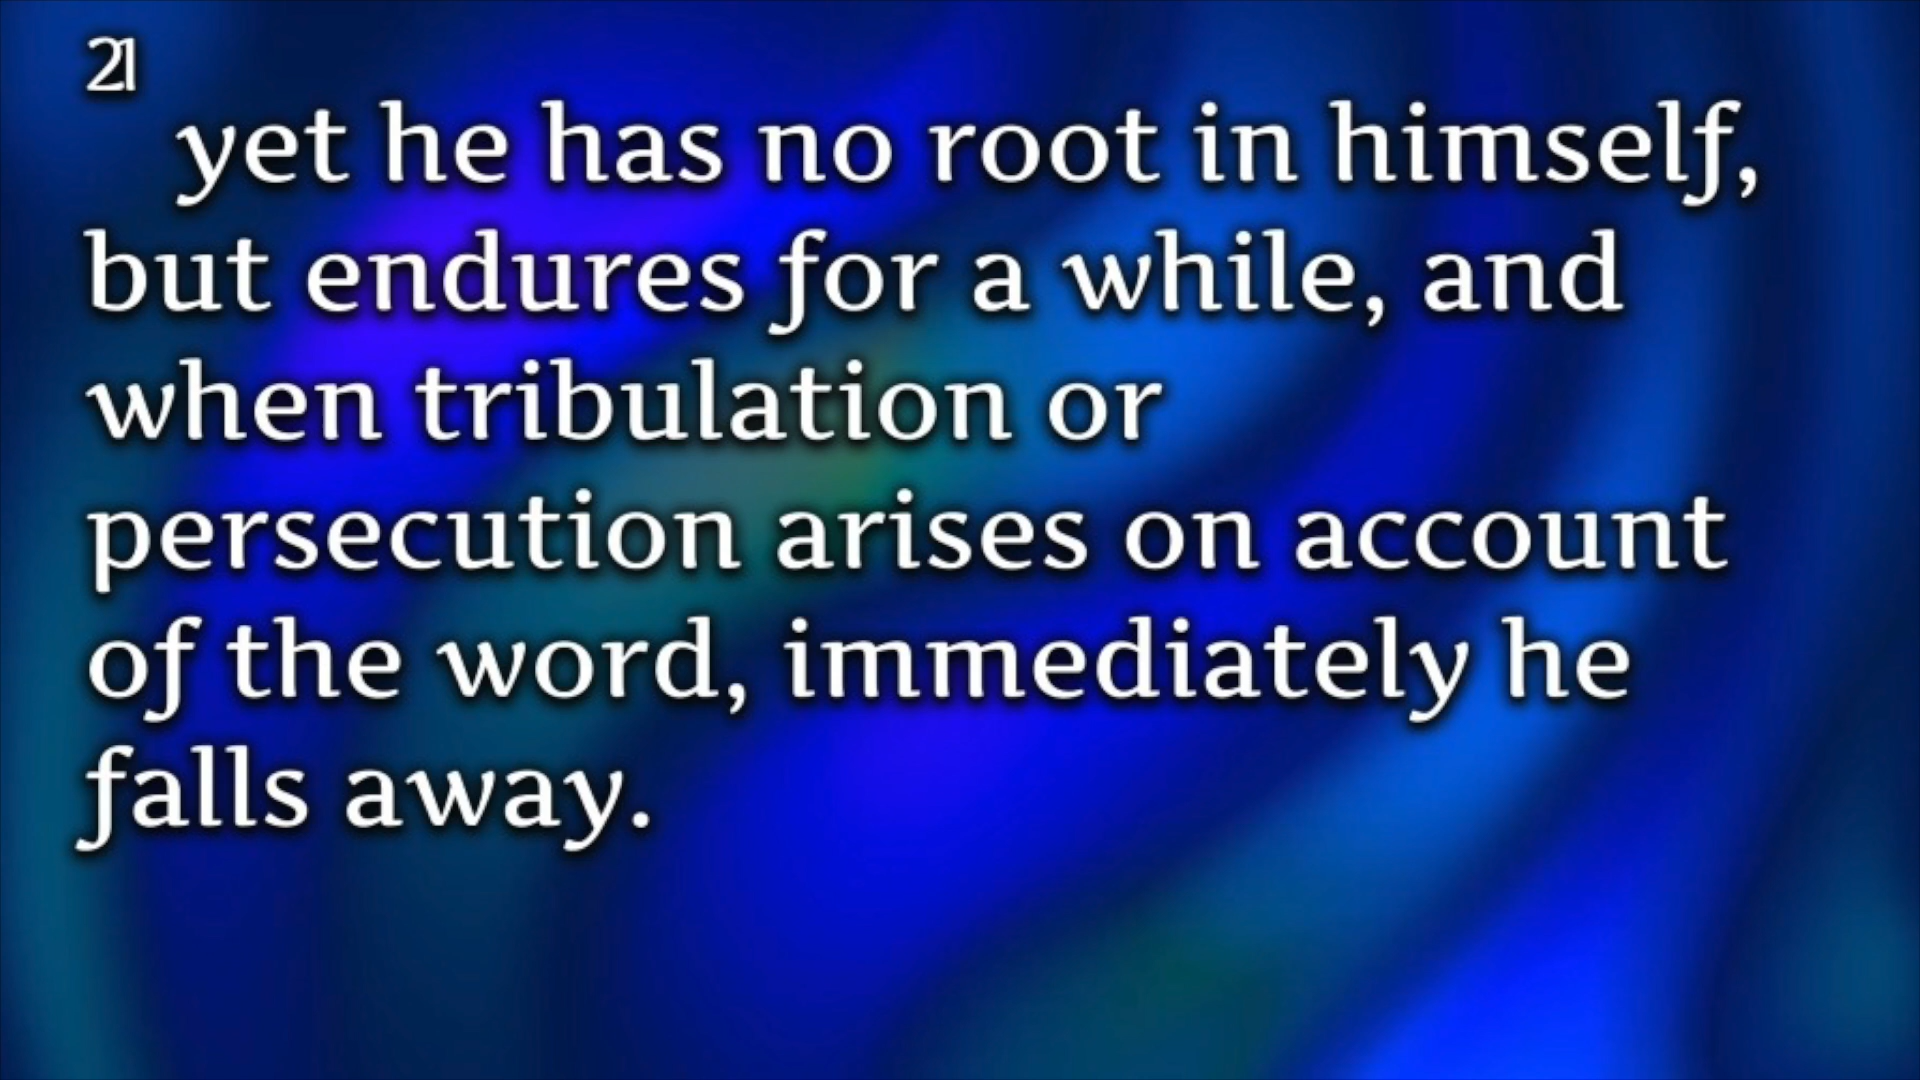 21
yet he has no root in himself,
but endures for a while, and
when tribulation or
persecution arises on account
of the word, immediately he
falls away.